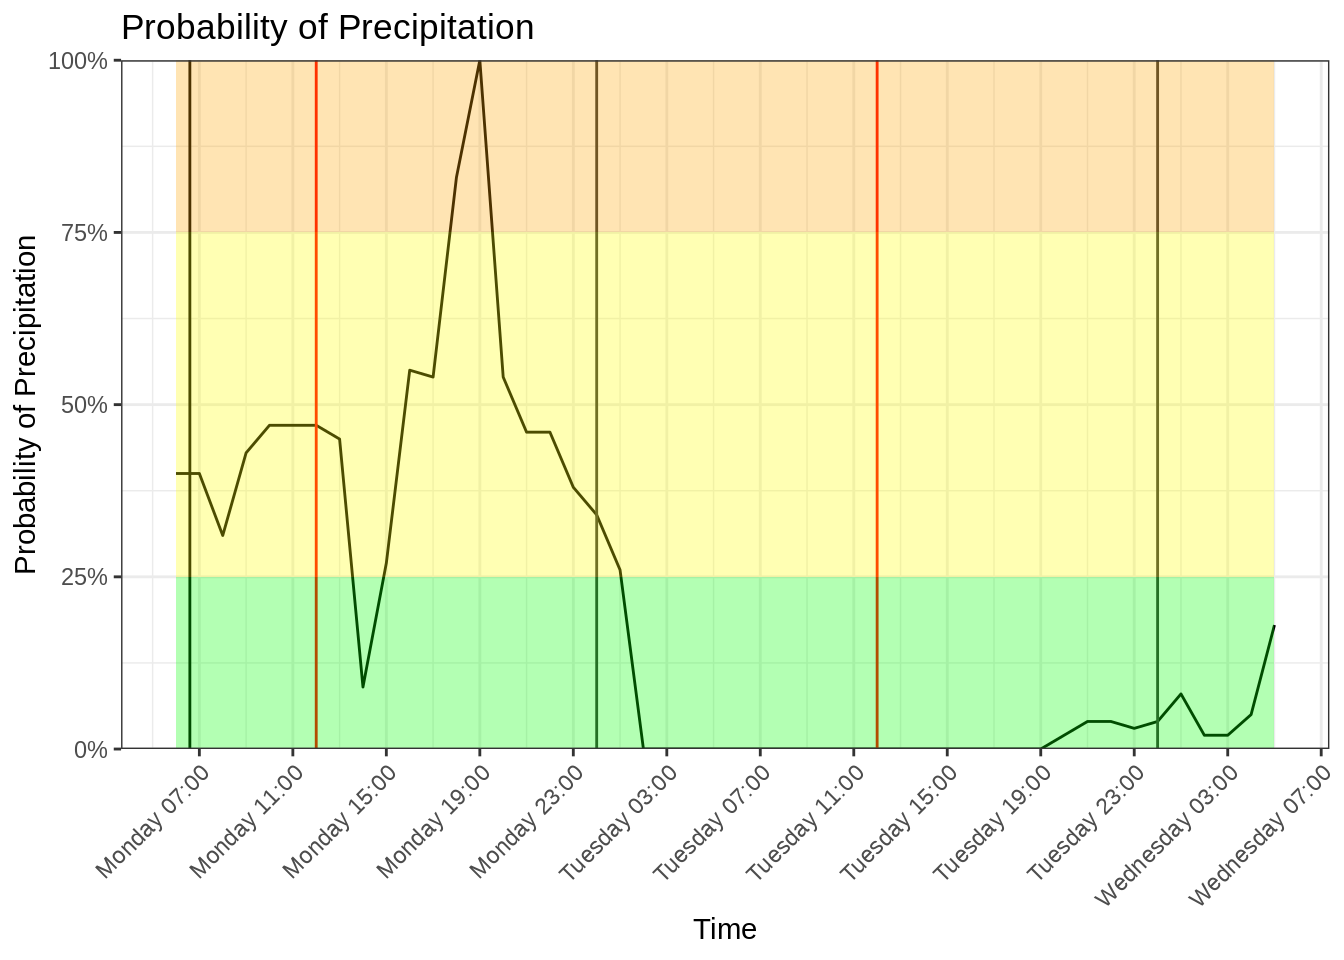 Probability of Precipitation
Probability of Precipitation
100%
75%
50%
25%
0%
Monday 07:00
Monday 11:00
Monday 15:00
Monday 19:00
Monday 23:00
Tuesday 03:00
Tuesday 07:00
Tuesday 11:00
Tuesday 15:00
Tuesday 19:00
Tuesday 23:00
Wednesday 03:00
Wednesday 07:00
Time